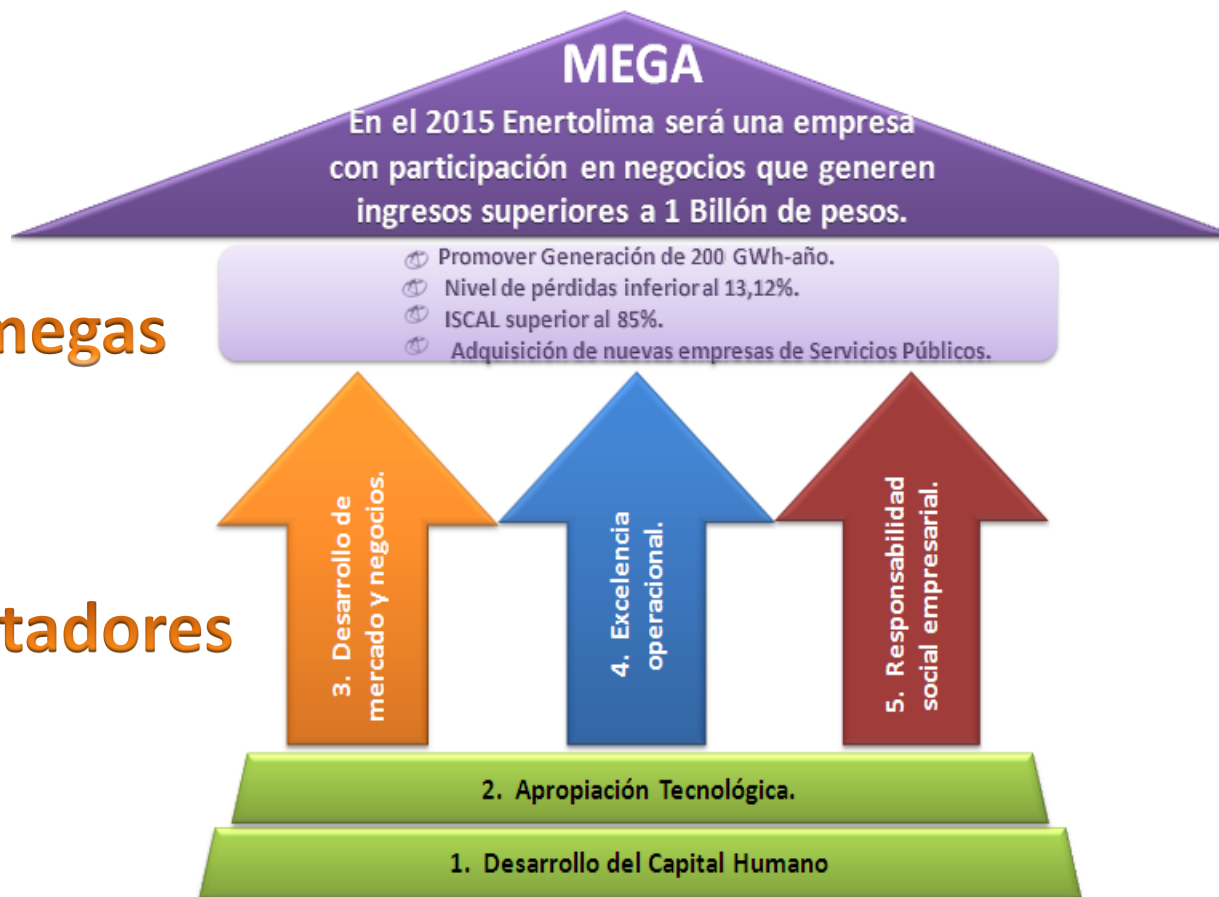 MEGA
En el 2015 Enertolima será una empresa
con participación en negocios que generen
ingresos superiores a 1 Billón de pesos.
Promover Generación de 200 GWh-año.
Nivel de pérdidas inferior al 13,12%.
ISCAL superior al 85%.
Adquisición de nuevas empresas de Servicios Públicos.
megas
tadores
3. Desarrollo de
mercado y negocios.
4. Excelencia
operacional.
5. Responsabilidad
social empresarial.
2. Apropiación Tecnológica.
1. Desarrollo del Capital Humano